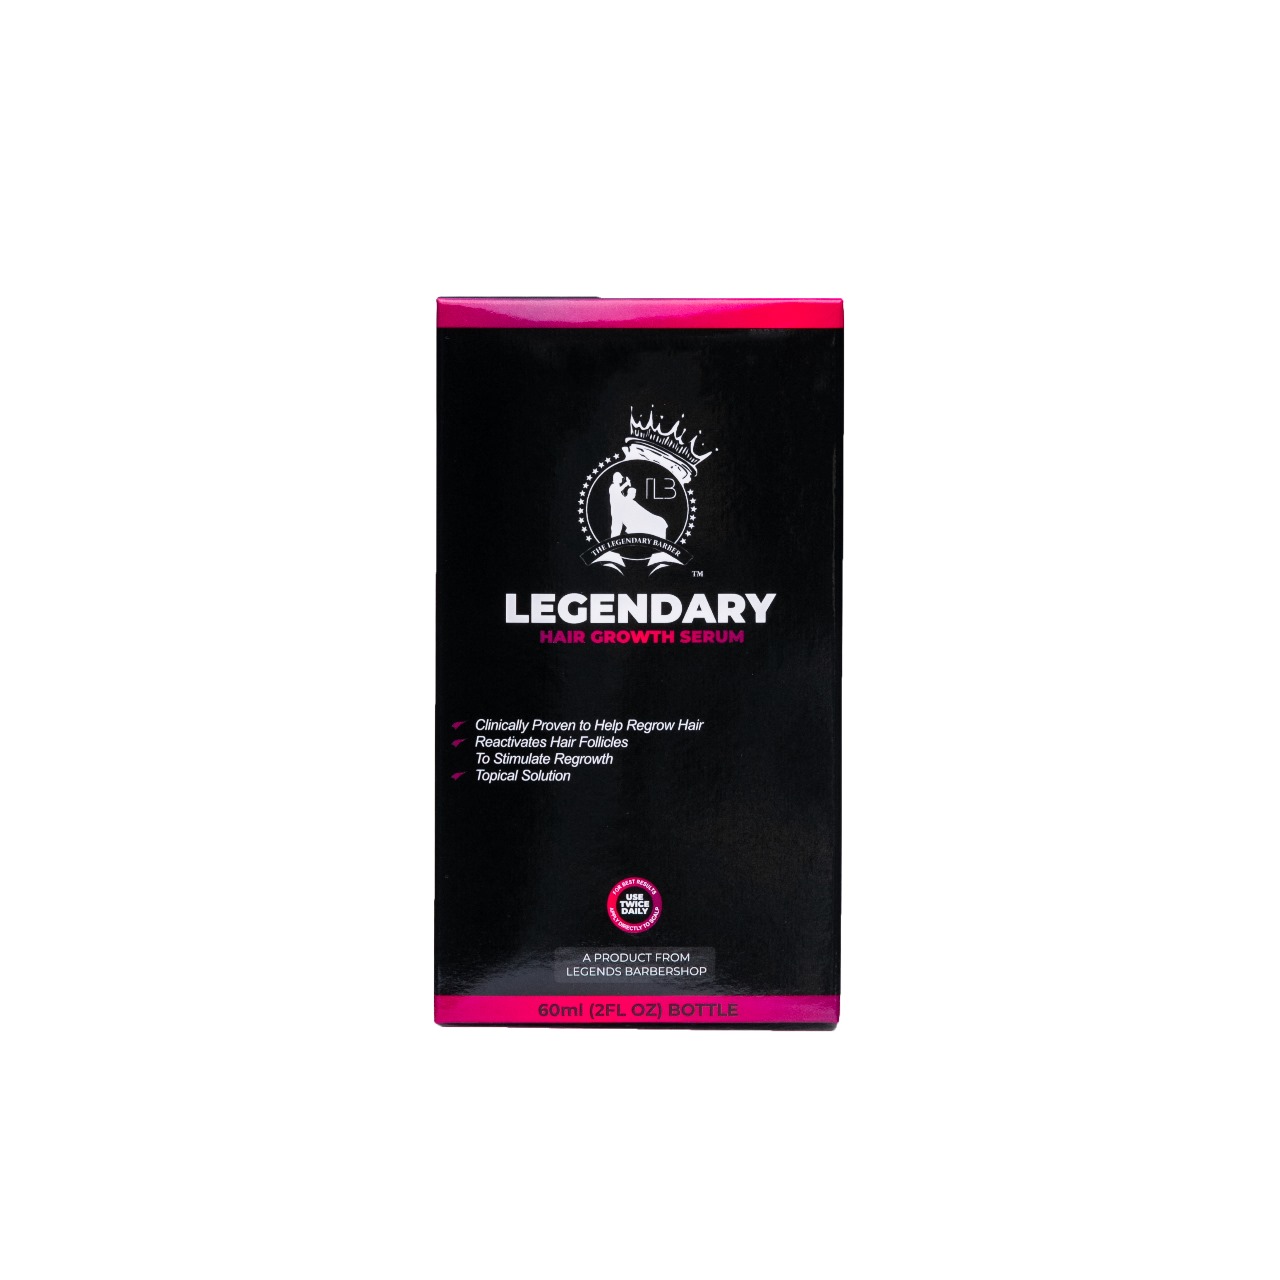 TLB
THE LEGENDARY BARBER
TM
LEGENDARY
HAIR GROWTH SERUM
Clinically Proven to Help Regrow Hair
Reactivates Hair Follicles
To Stimulate Regrowth
Topical Solution
FOR BEST RESULTS
USE
TWICE
DAILY
APPLY DIRECTLY TO SCALP
A PRODUCT FROM
LEGENDS BARBERSHOP
60ml (2FL OZ) BOTTLE